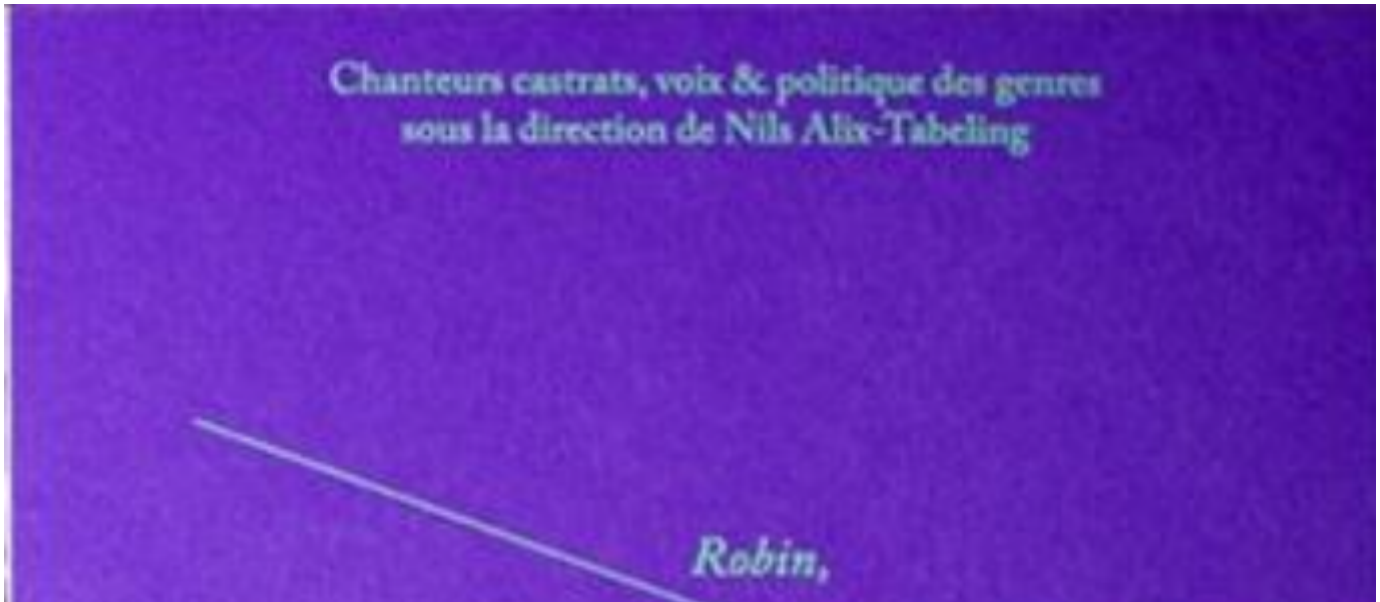 Chanteurs castrats, voix & politique des genres
sous la direction de Nils Alix-Tabeling
Robin,